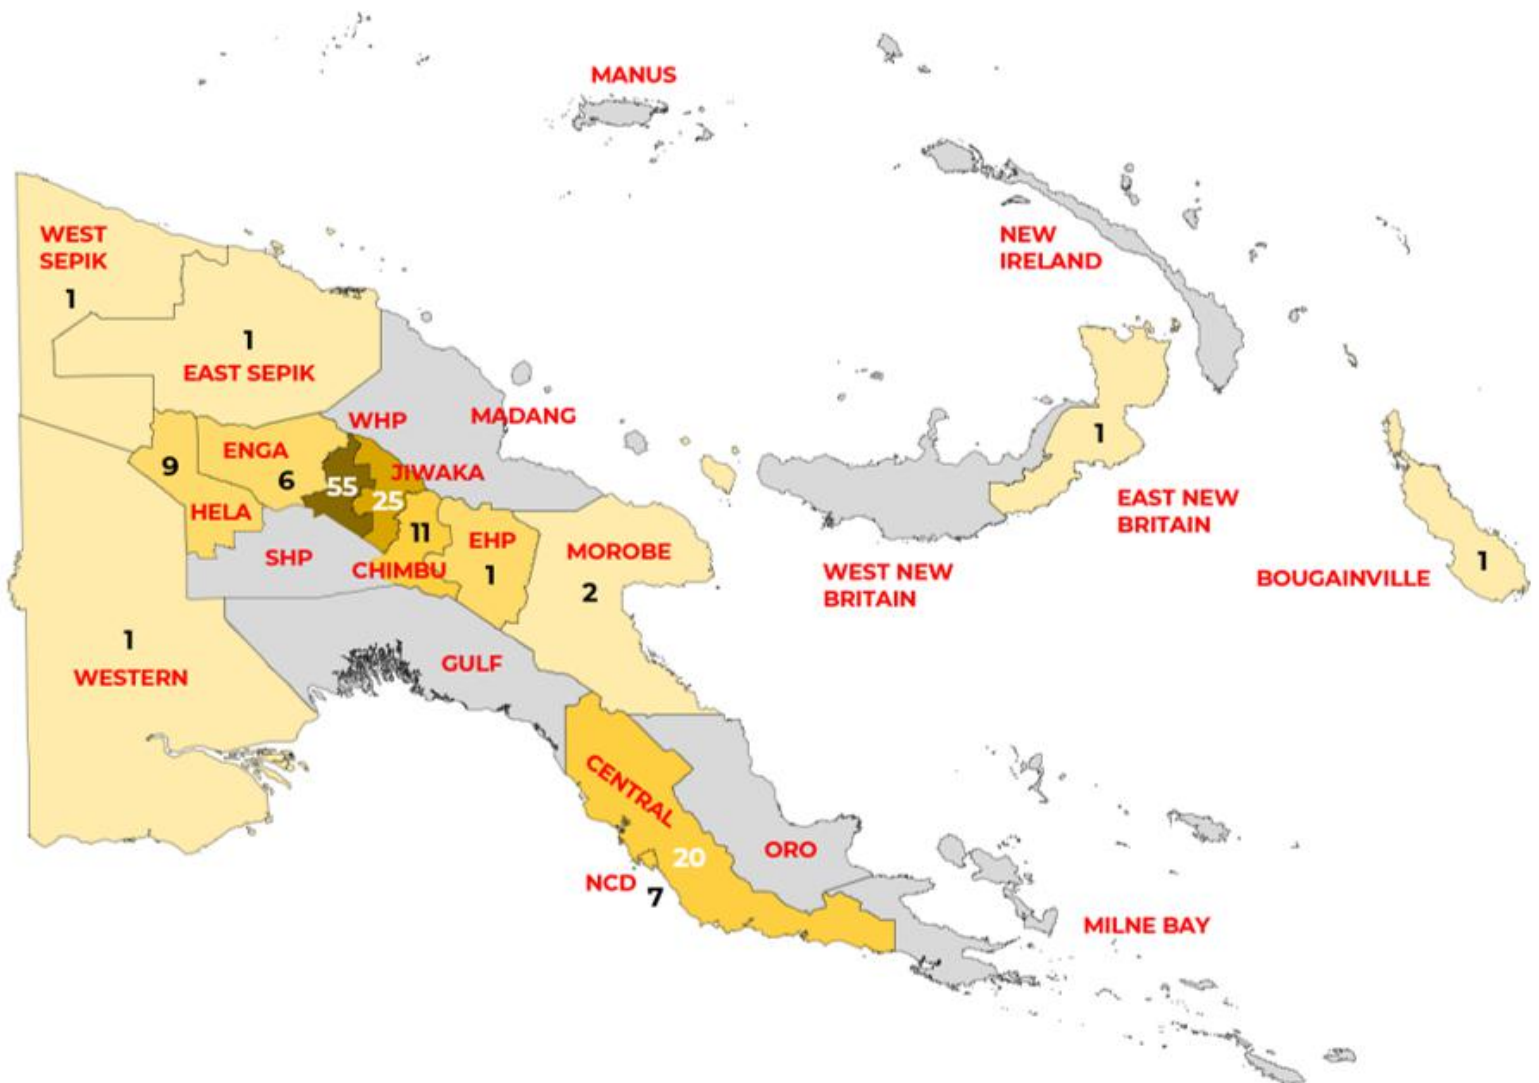 MANUS
WEST
SEPIK
1
NEW
IRELAND
1
EAST SEPIK
WHP
MADANG
ENGA
6
9
HELA
55
JIWAKA
25
11
CHIMBU
EHP
1
MOROBE
2
SHP
1
EAST NEW
BRITAIN
WEST NEW
BRITAIN
BOUGAINVILLE
1
1
WESTERN
GULF
CENTRAL
20
NCD
7
ORO
MILNE BAY